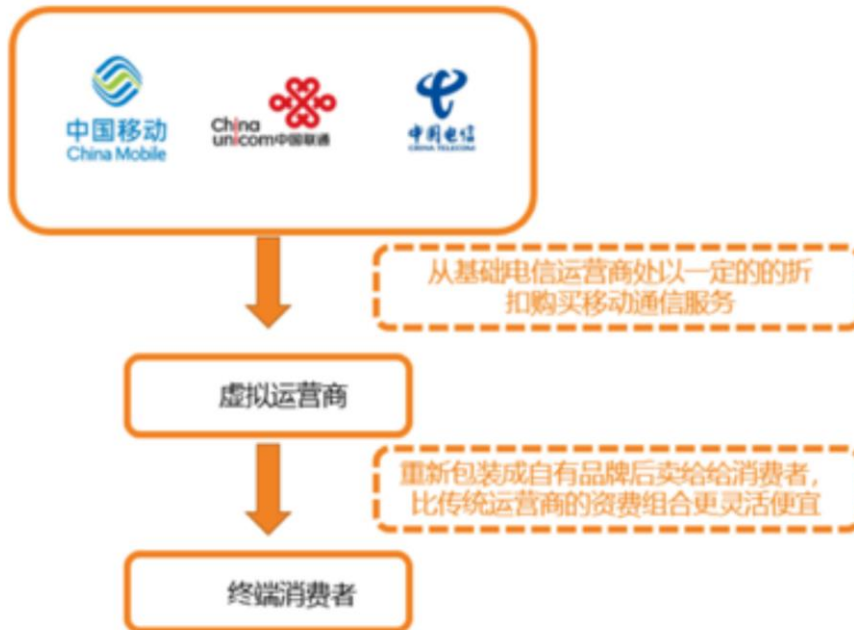 中国移动
China Mobile
China
unicom中国联通
中国电信
CHINA TELECOM
从基础电信运营商处以一定的的折
扣购买移动通信服务
虚拟运营商
重新包装成自有品牌后卖给给消费者，
比传统运营商的资费组合更灵活便宜
终端消费者